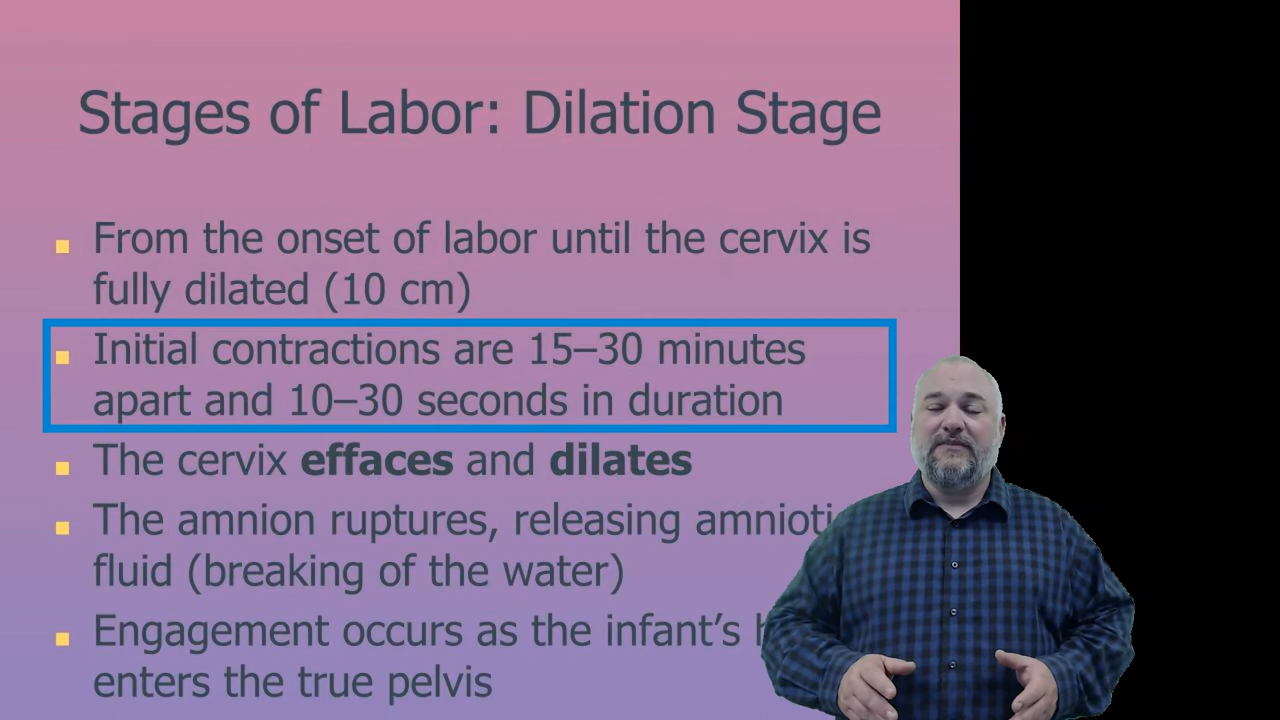 Stages of Labor: Dilation Stage
From the onset of labor until the cervix is
fully dilated (10 cm)
Initial contractions are 15–30 minutes
apart and 10–30 seconds in duration
The cervix effaces and dilates
The amnion ruptures, releasing
fluid (breaking of the water)
Engagement occurs as the infant’s
enters the true pelvis